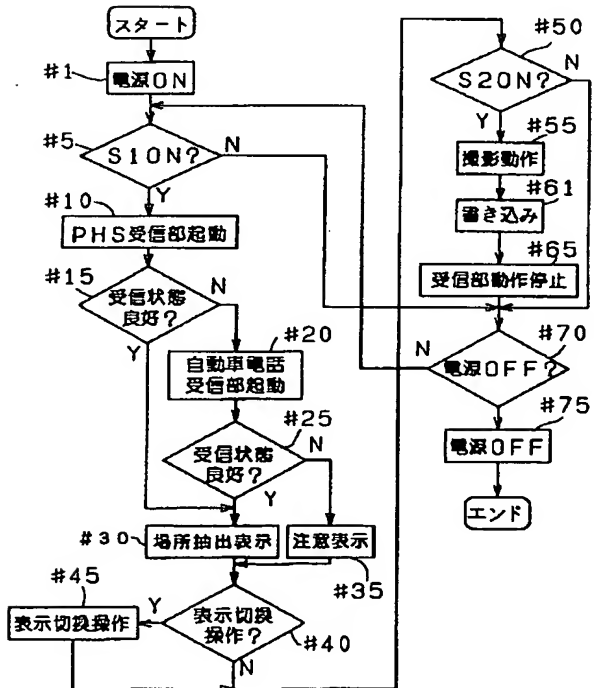 スタート
#1
電源ON
#5
S1ON?
N
Y
#10
PHS受信部起動
#15
受信状態
良好?
N
Y
#20
自動車電話
受信部起動
#25
受信状態
良好?
N
Y
#30
場所抽出表示
注意表示
#35
#45
表示切換操作
Y
表示切換
操作?
#40
N
#50
S2ON?
N
Y
#55
撮影動作
#61
書き込み
#65
受信部動作停止
N
#70
電源OFF?
Y
#75
電源OFF
エンド